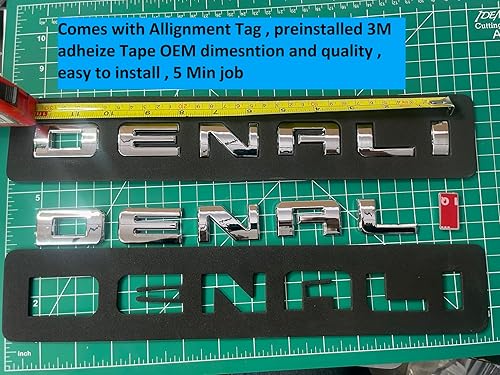 Comes with Allignment Tag , preinstalled 3M
adheize Tape OEM dimesntion and quality ,
easy to install , 5 Min job
DENALI
DENAL
DENALI